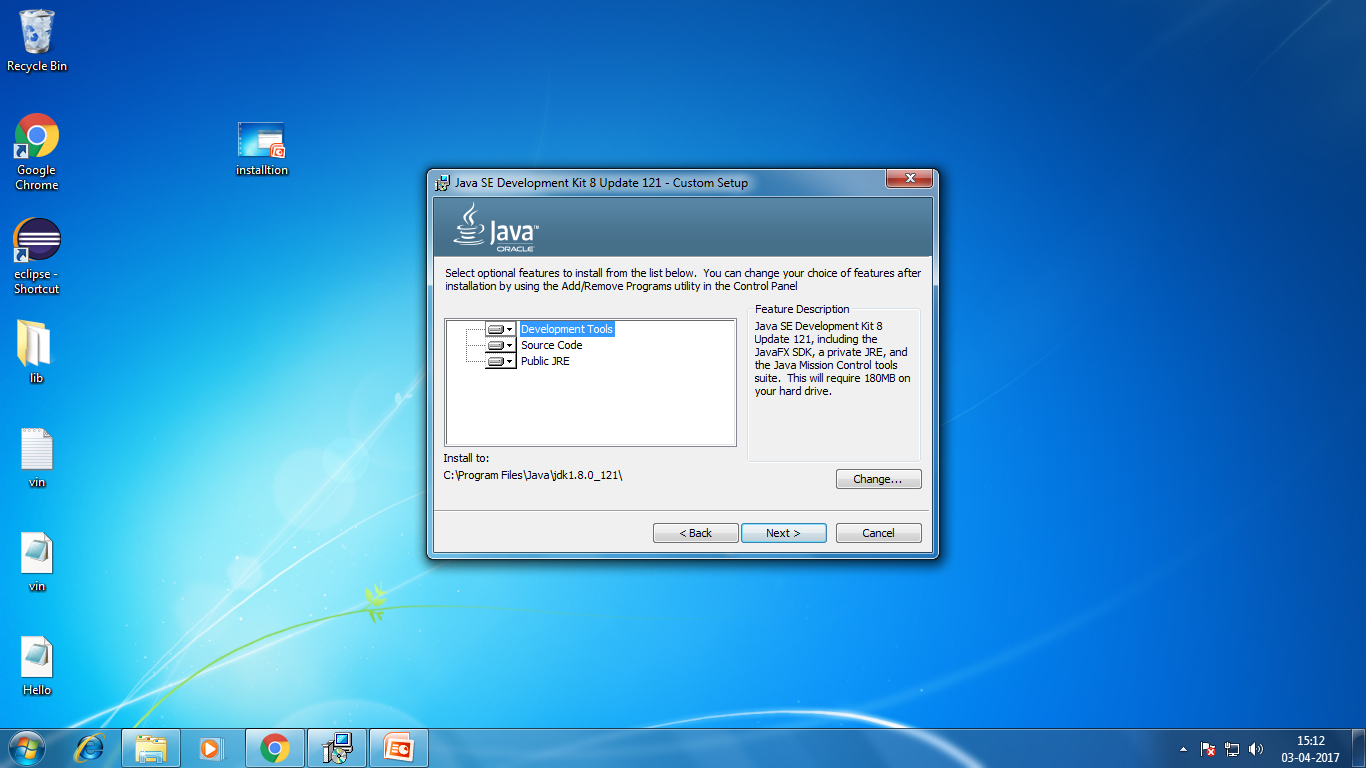 Recycle Bin
Google
Chrome
eclipse -
Shortcut
lib
vin
vin
Hello
installtion
Java SE Development Kit 8 Update 121 - Custom Setup
Java™
ORACLE
Select optional features to install from the list below.  You can change your choice of features after
installation by using the Add/Remove Programs utility in the Control Panel
Development Tools
Source Code
Public JRE
Feature Description
Java SE Development Kit 8
Update 121, including the
JavaFX SDK, a private JRE, and
the Java Mission Control tools
suite.  This will require 180MB on
your hard drive.
Install to:
C:\Program Files\Java\jdk1.8.0_121\
Change...
< Back
Next >
Cancel
15:12
03-04-2017